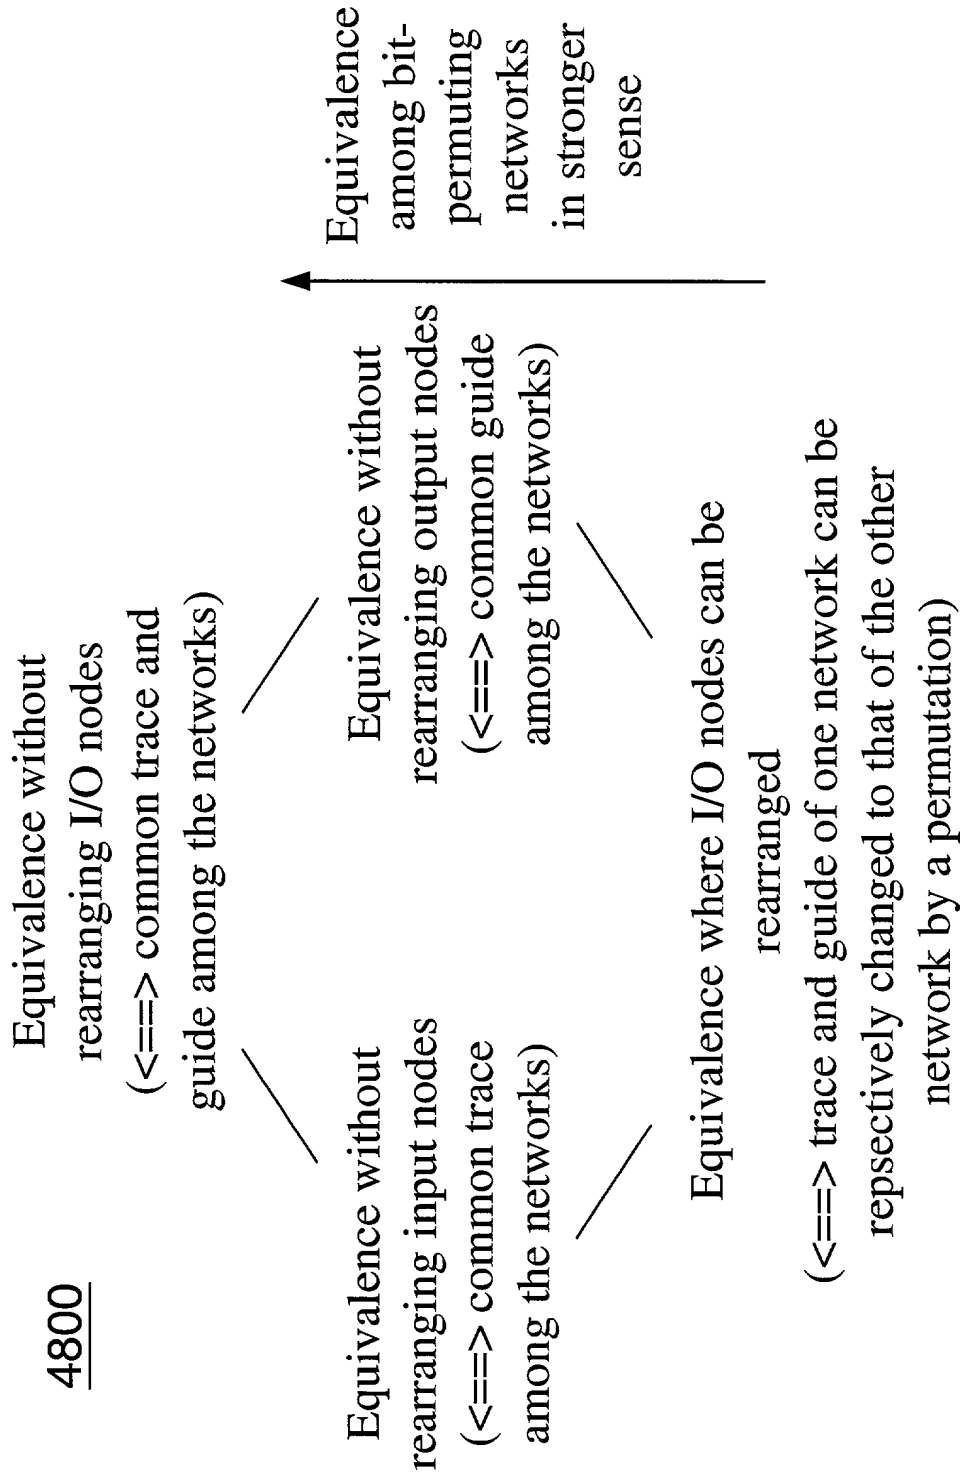 4800
Equivalence without
rearranging I/O nodes
(<==> common trace and
guide among the networks)
Equivalence without
rearranging input nodes
(<==> common trace
among the networks)
Equivalence without
rearranging output nodes
(<==> common guide
among the networks)
Equivalence
among bit-
permuting
networks
in stronger
sense
Equivalence where I/O nodes can be
rearranged
(<==> trace and guide of one network can be
repsectively changed to that of the other
network by a permutation)